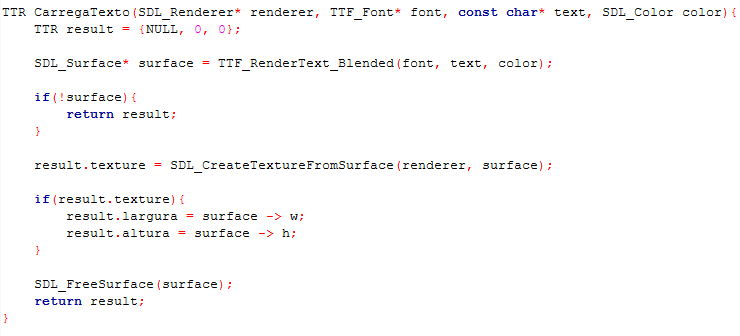 TTR CarregaTexto(SDL_Renderer* renderer, TTF_Font* font, const char* text, SDL_Color color){
    TTR result = {NULL, 0, 0};

    SDL_Surface* surface = TTF_RenderText_Blended(font, text, color);

    if(!surface){
        return result;
    }

    result.texture = SDL_CreateTextureFromSurface(renderer, surface);

    if(result.texture){
        result.largura = surface -> w;
        result.altura = surface -> h;
    }

    SDL_FreeSurface(surface);
    return result;
}